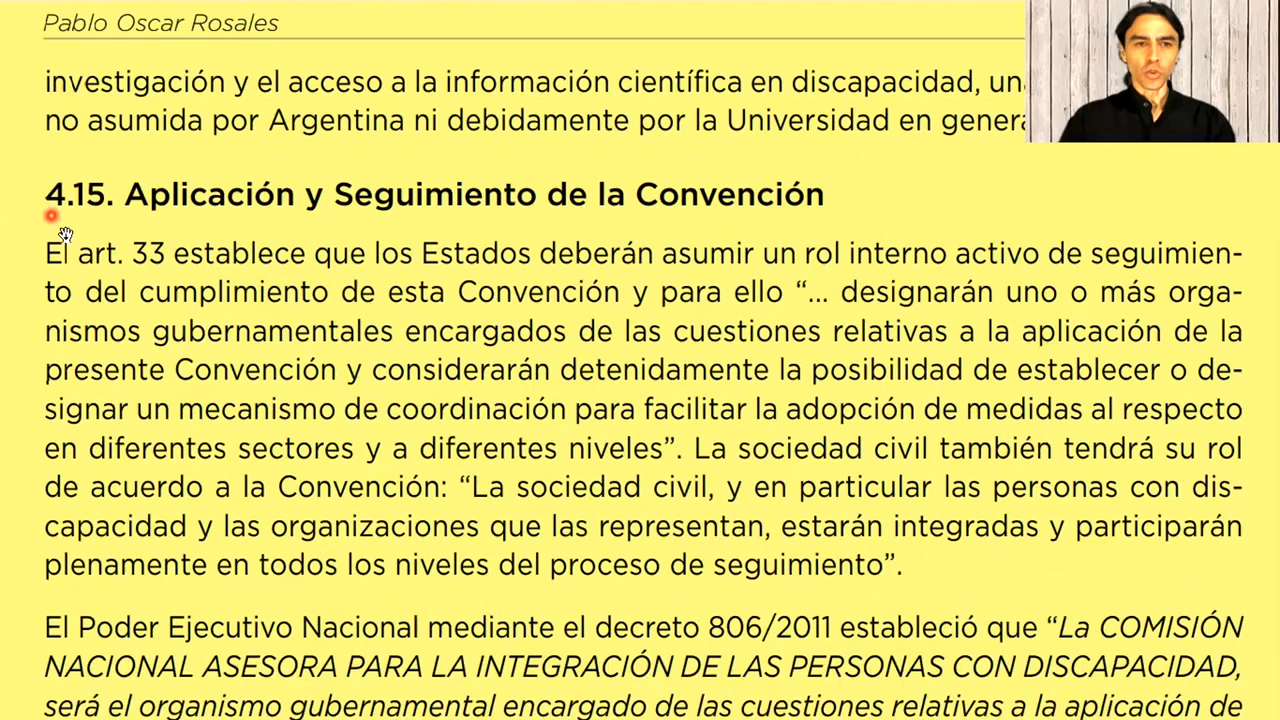 Pablo Oscar Rosales
investigación y el acceso a la información científica en discapacidad,
no asumida por Argentina ni debidamente por la Universidad en
4.15. Aplicación y Seguimiento de la Convención
El art. 33 establece que los Estados deberán asumir un rol interno activo de seguimien-
to del cumplimiento de esta Convención y para ello “... designarán uno o más orga-
nismos gubernamentales encargados de las cuestiones relativas a la aplicación de la
presente Convención y considerarán detenidamente la posibilidad de establecer o de-
signar un mecanismo de coordinación para facilitar la adopción de medidas al respecto
en diferentes sectores y a diferentes niveles”. La sociedad civil también tendrá su rol
de acuerdo a la Convención: “La sociedad civil, y en particular las personas con dis-
capacidad y las organizaciones que las representan, estarán integradas y participarán
plenamente en todos los niveles del proceso de seguimiento”.
El Poder Ejecutivo Nacional mediante el decreto 806/2011 estableció que “La COMISIÓN
NACIONAL ASESORA PARA LA INTEGRACIÓN DE LAS PERSONAS CON DISCAPACIDAD,
será el organismo gubernamental encargado de las cuestiones relativas a la aplicación de